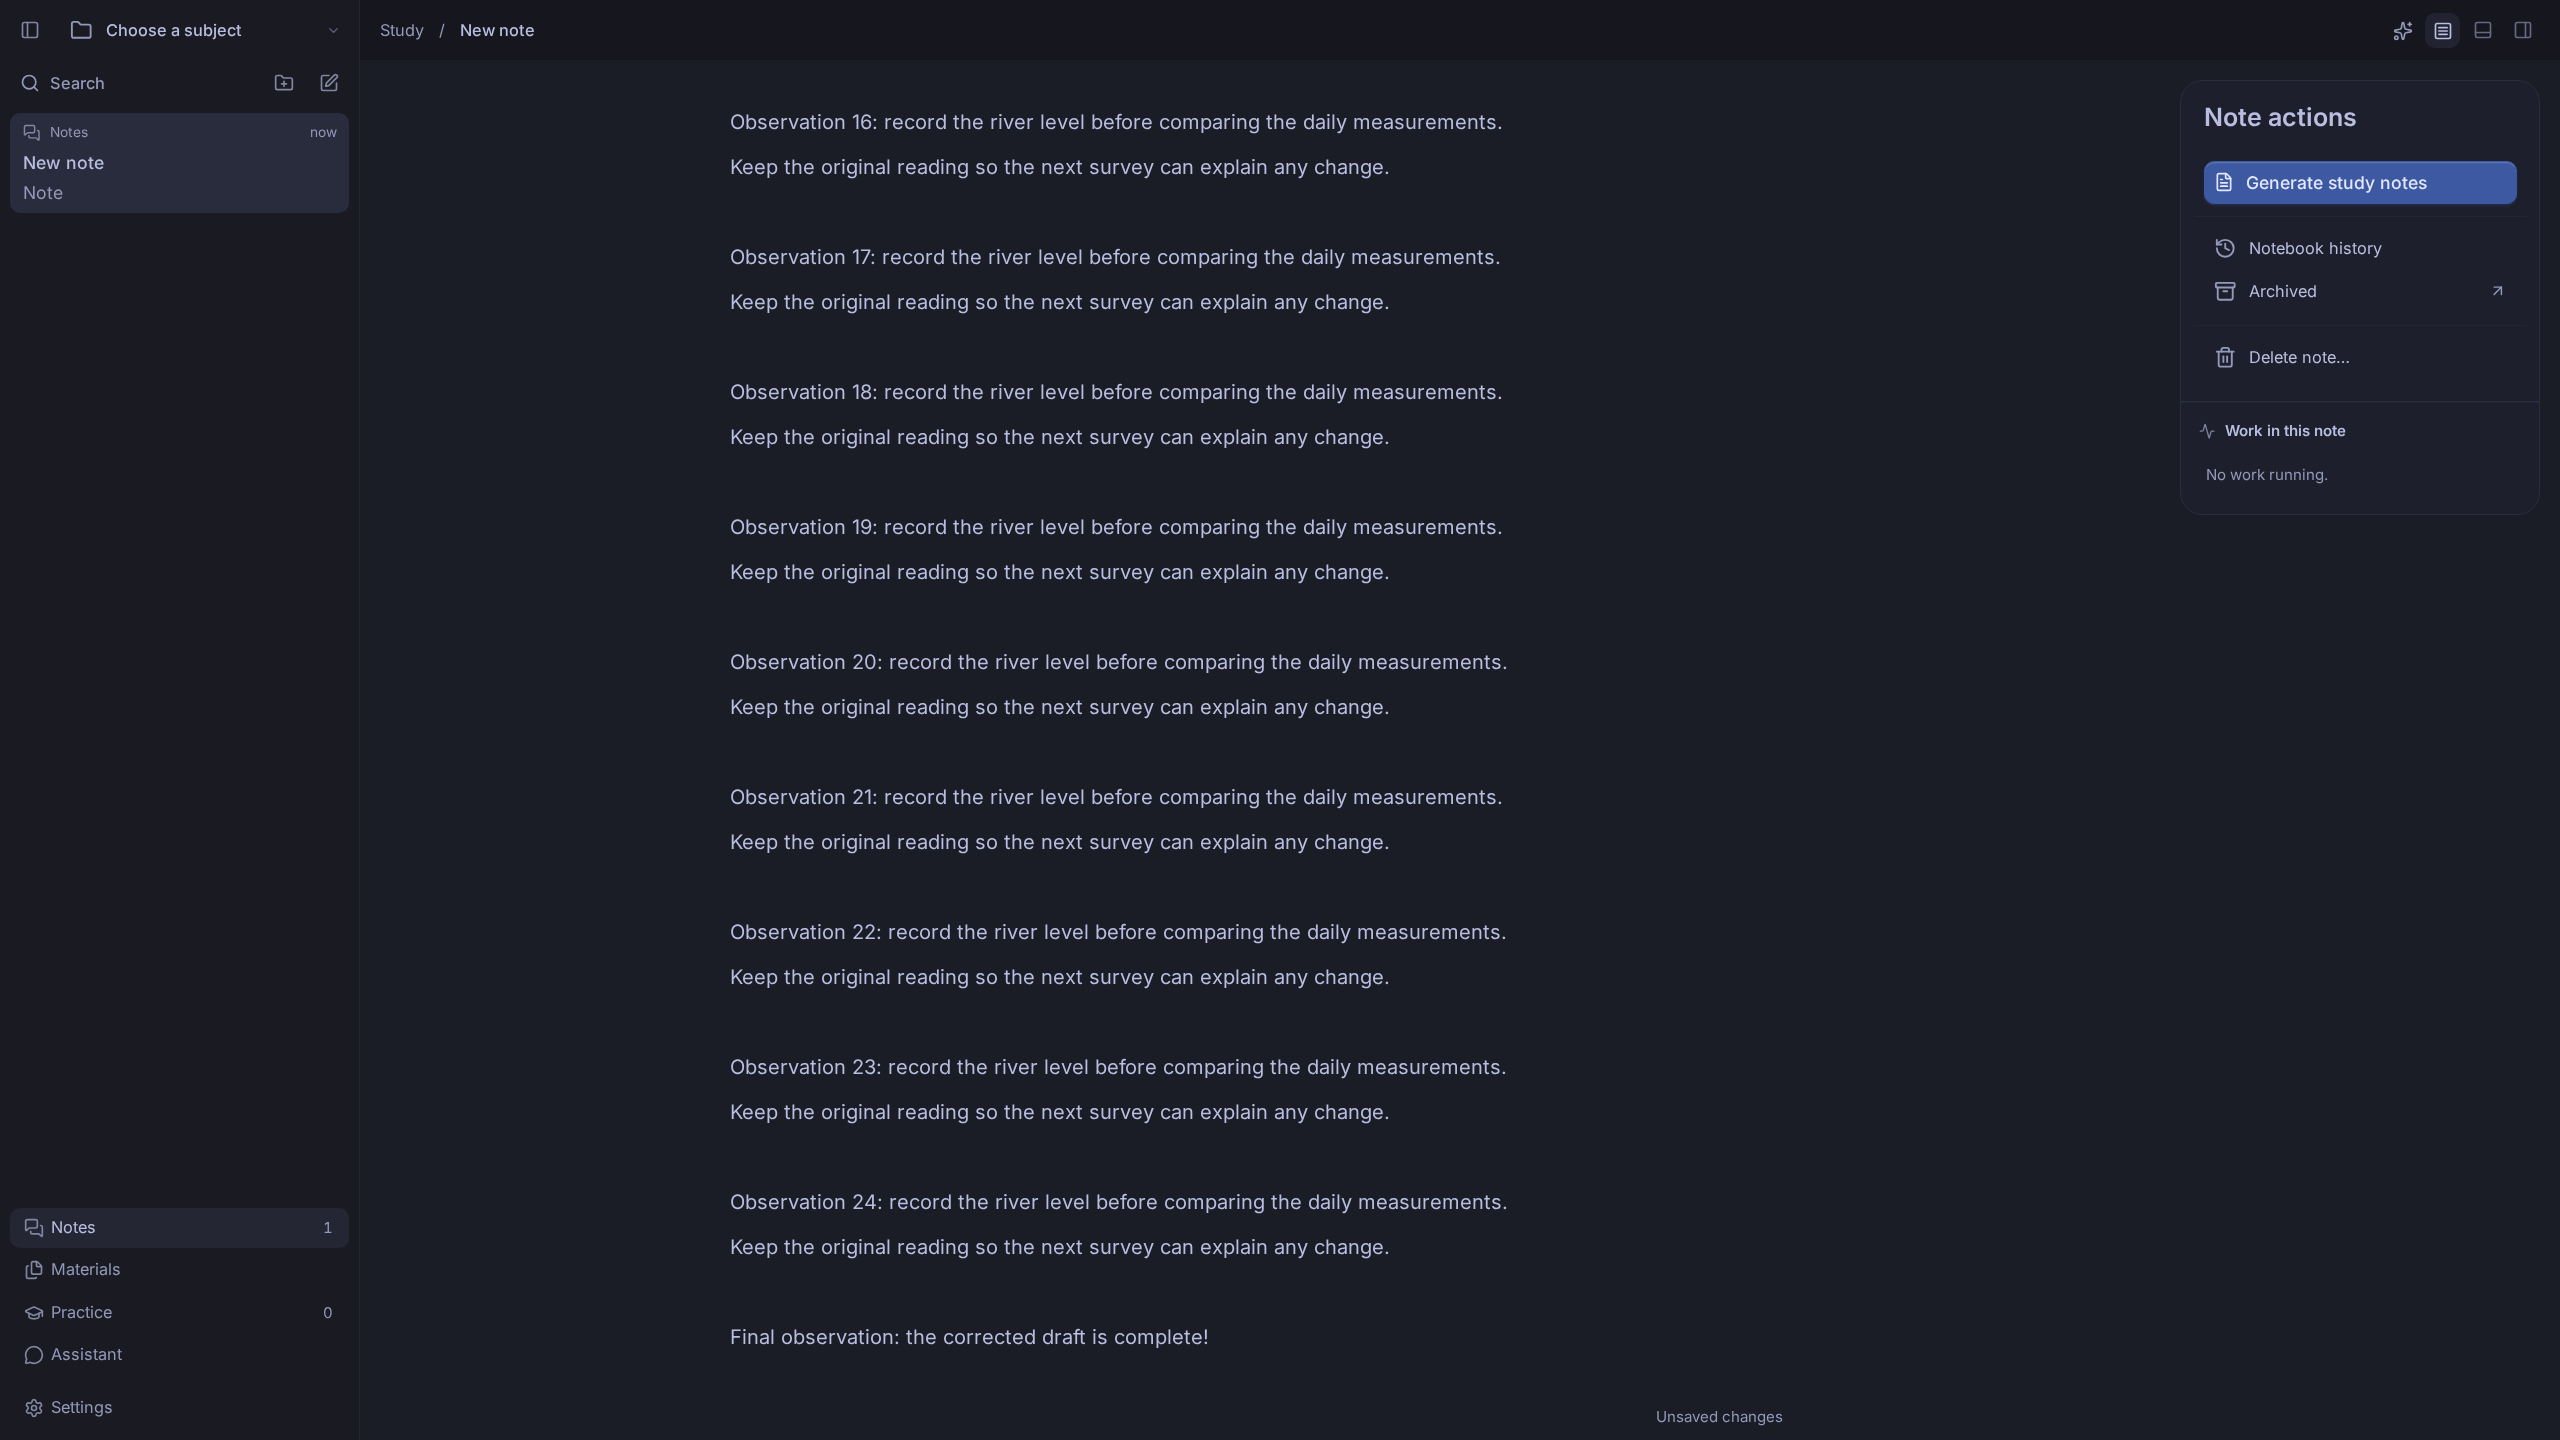 Choose a subject
Search
Notes now
New note
Note
Notes 1
Materials
Practice 0
Assistant
Settings
Study / New note
Observation 16: record the river level before comparing the daily measurements.
Keep the original reading so the next survey can explain any change.
Observation 17: record the river level before comparing the daily measurements.
Keep the original reading so the next survey can explain any change.
Observation 18: record the river level before comparing the daily measurements.
Keep the original reading so the next survey can explain any change.
Observation 19: record the river level before comparing the daily measurements.
Keep the original reading so the next survey can explain any change.
Observation 20: record the river level before comparing the daily measurements.
Keep the original reading so the next survey can explain any change.
Observation 21: record the river level before comparing the daily measurements.
Keep the original reading so the next survey can explain any change.
Observation 22: record the river level before comparing the daily measurements.
Keep the original reading so the next survey can explain any change.
Observation 23: record the river level before comparing the daily measurements.
Keep the original reading so the next survey can explain any change.
Observation 24: record the river level before comparing the daily measurements.
Keep the original reading so the next survey can explain any change.
Final observation: the corrected draft is complete!
Unsaved changes
Note actions
Generate study notes
Notebook history
Archived
Delete note...
Work in this note
No work running.